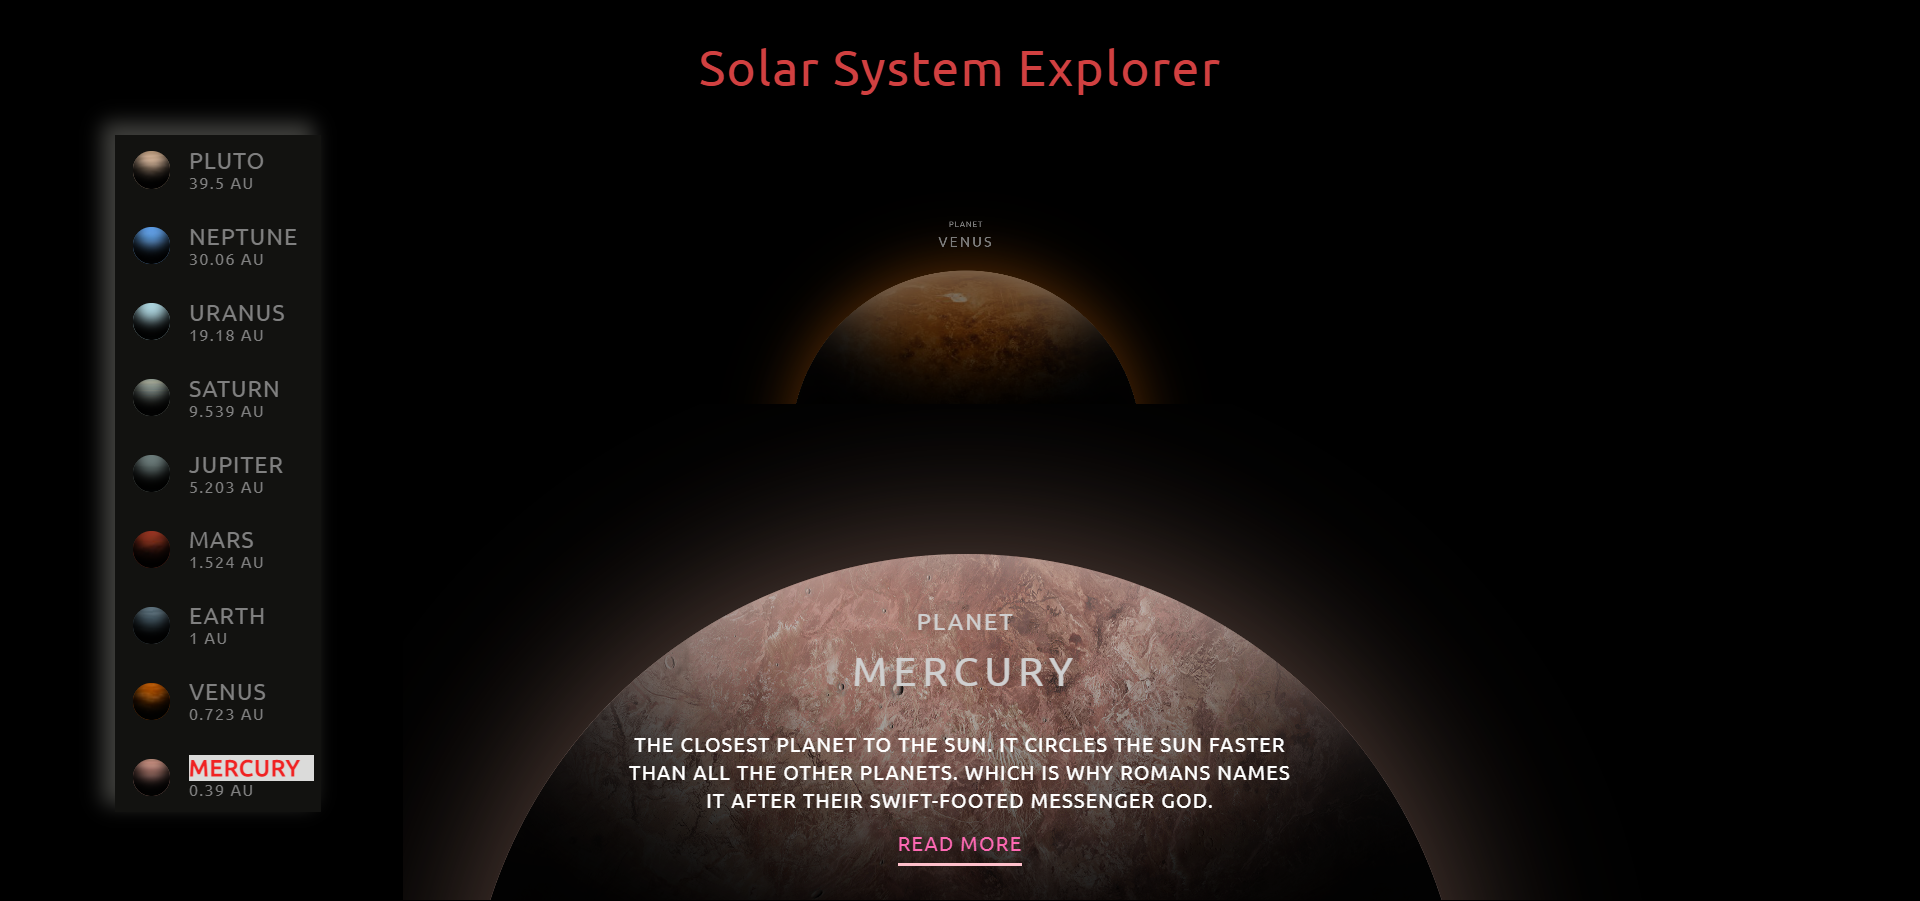 Solar System Explorer
PLUTO
39.5 AU
NEPTUNE
30.06 AU
URANUS
19.18 AU
SATURN
9.539 AU
JUPITER
5.203 AU
MARS
1.524 AU
EARTH
1 AU
VENUS
0.723 AU
MERCURY
0.39 AU
PLANET
VENUS
PLANET
MERCURY
THE CLOSEST PLANET TO THE SUN. IT CIRCLES THE SUN FASTER
THAN ALL THE OTHER PLANETS. WHICH IS WHY ROMANS NAMES
IT AFTER THEIR SWIFT-FOOTED MESSENGER GOD.
READ MORE